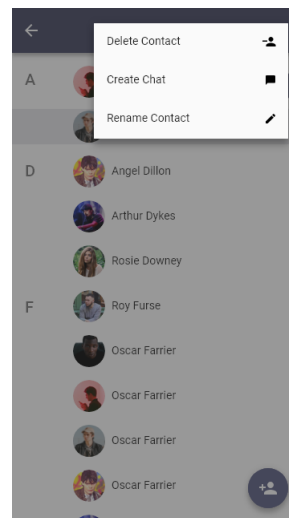 Delete Contact
Create Chat
Rename Contact
A
D
Angel Dillon
Arthur Dykes
Rosie Downey
F
Roy Furse
Oscar Farrier
Oscar Farrier
Oscar Farrier
Oscar Farrier